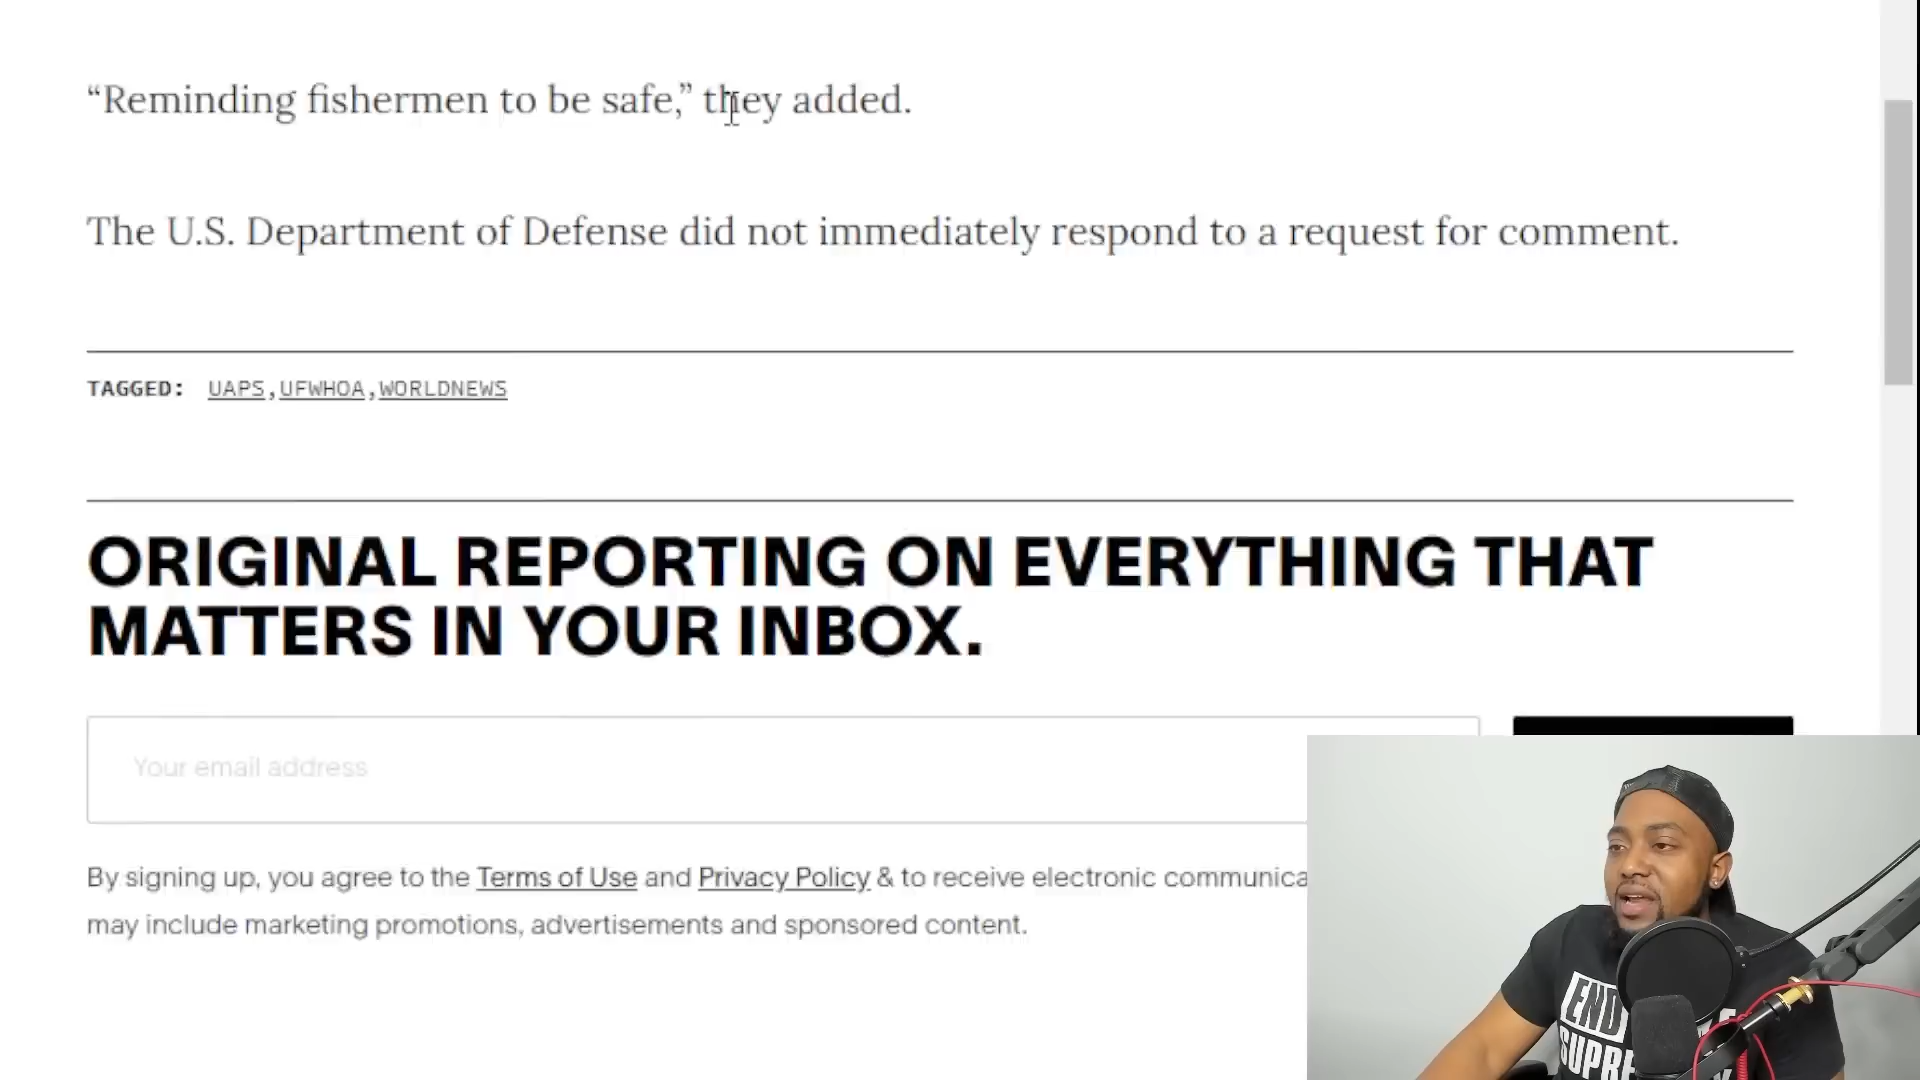 “Reminding fishermen to be safe,” they added.
The U.S. Department of Defense did not immediately respond to a request for comment.
TAGGED: UAPS,UFWHOA,WORLDNEWS
ORIGINAL REPORTING ON EVERYTHING THAT
MATTERS IN YOUR INBOX.
Your email address
By signing up, you agree to the Terms of Use and Privacy Policy & to receive electronic
may include marketing promotions, advertisements and sponsored content.
END